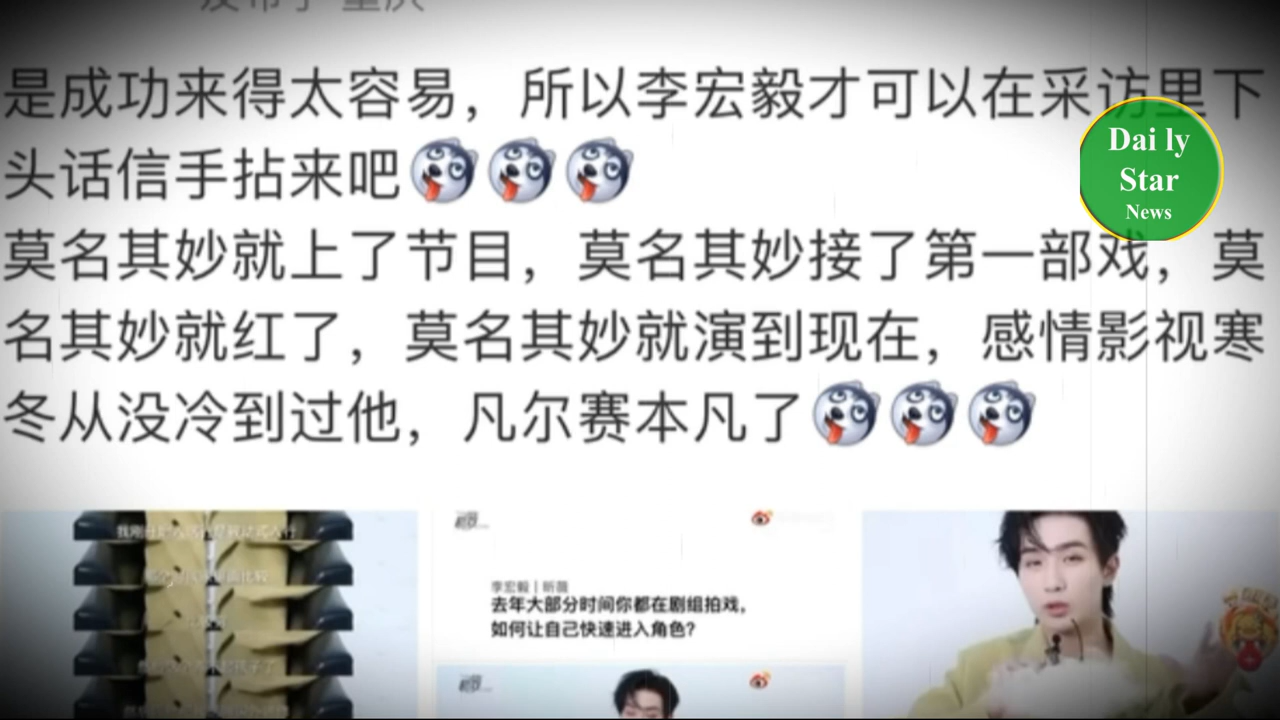 是成功来得太容易，所以李宏毅才可以在采访里下
头话信手拈来吧
莫名其妙就上了节目，莫名其妙接了第一部戏，莫
名其妙就红了，莫名其妙就演到现在，感情影视寒
冬从没冷到过他，凡尔赛本凡了
Dai ly
Star
News
李宏毅 | 昕薇
去年大部分时间你都在剧组拍戏，
如何让自己快速进入角色？